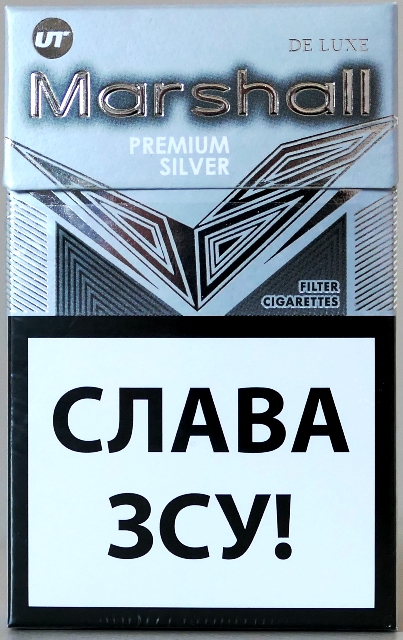 UT
DE LUXE
Marshall
PREMIUM
SILVER
FILTER
CIGARETTES
СЛАВА
ЗСУ!